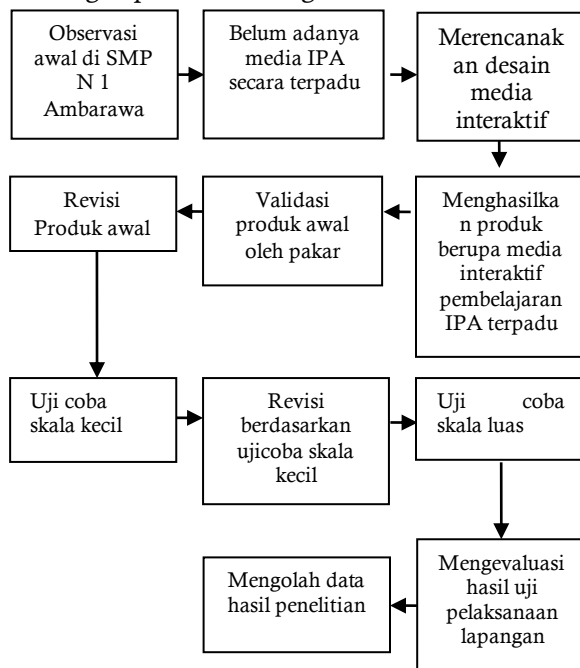 Observasi
awal di SMP
N 1
Ambarawa
Belum adanya
media IPA
secara terpadu
Merencanak
an desain
media
interaktif
Menghasilka
n produk
berupa media
interaktif
pembelajaran
IPA terpadu
Validasi
produk awal
oleh pakar
Revisi
Produk awal
Uji coba
skala kecil
Revisi
berdasarkan
ujicoba skala
kecil
Uji coba
skala luas
Mengevaluasi
hasil uji
pelaksanaan
lapangan
Mengolah data
hasil penelitian